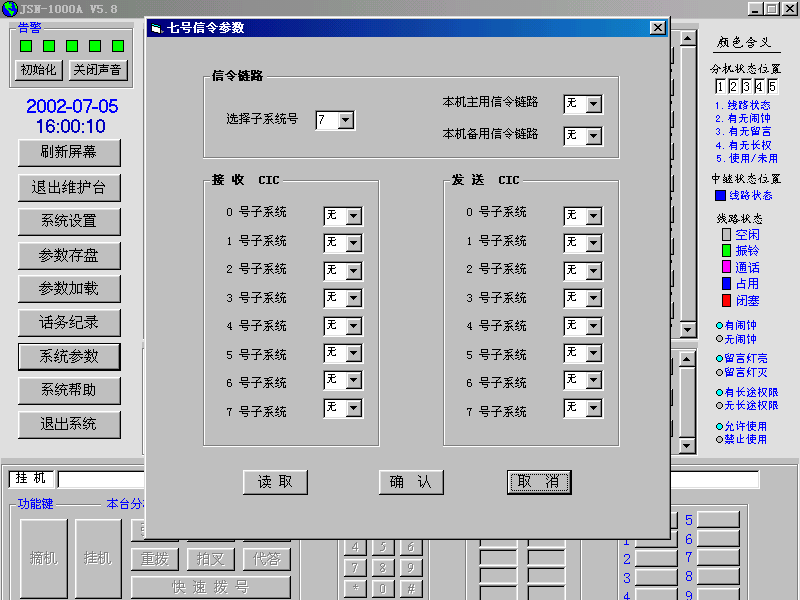 JSN-1000A V5.8
告警
初始化 关闭声音
2002-07-05
16:00:10
刷新屏幕
退出维护台
系统设置
参数存盘
参数加载
话务纪录
系统参数
系统帮助
退出系统
七号信令参数
信令链路
选择子系统号 7
本机主用信令链路 无
本机备用信令链路 无
接 收 CIC
0 号子系统 无
1 号子系统 无
2 号子系统 无
3 号子系统 无
4 号子系统 无
5 号子系统 无
6 号子系统 无
7 号子系统 无
发 送 CIC
0 号子系统 无
1 号子系统 无
2 号子系统 无
3 号子系统 无
4 号子系统 无
5 号子系统 无
6 号子系统 无
7 号子系统 无
读 取 确 认 取 消
颜色含义
分机状态位置
1 2 3 4 5
1. 线路状态
2. 有无闹钟
3. 有无留言
4. 有无长权
5. 使用/未用
中继状态位置
线路状态
线路状态
空闲
振铃
通话
占用
闭塞
有闹钟
无闹钟
留言灯亮
留言灯灭
有长途权限
无长途权限
允许使用
禁止使用
挂 机
功能键 本台分
摘机 挂机
重拨 拍叉 代答
快 速 拨 号
4 5 6
7 8 9
* 0 #
1
2
3
4
5
6
7
8
9